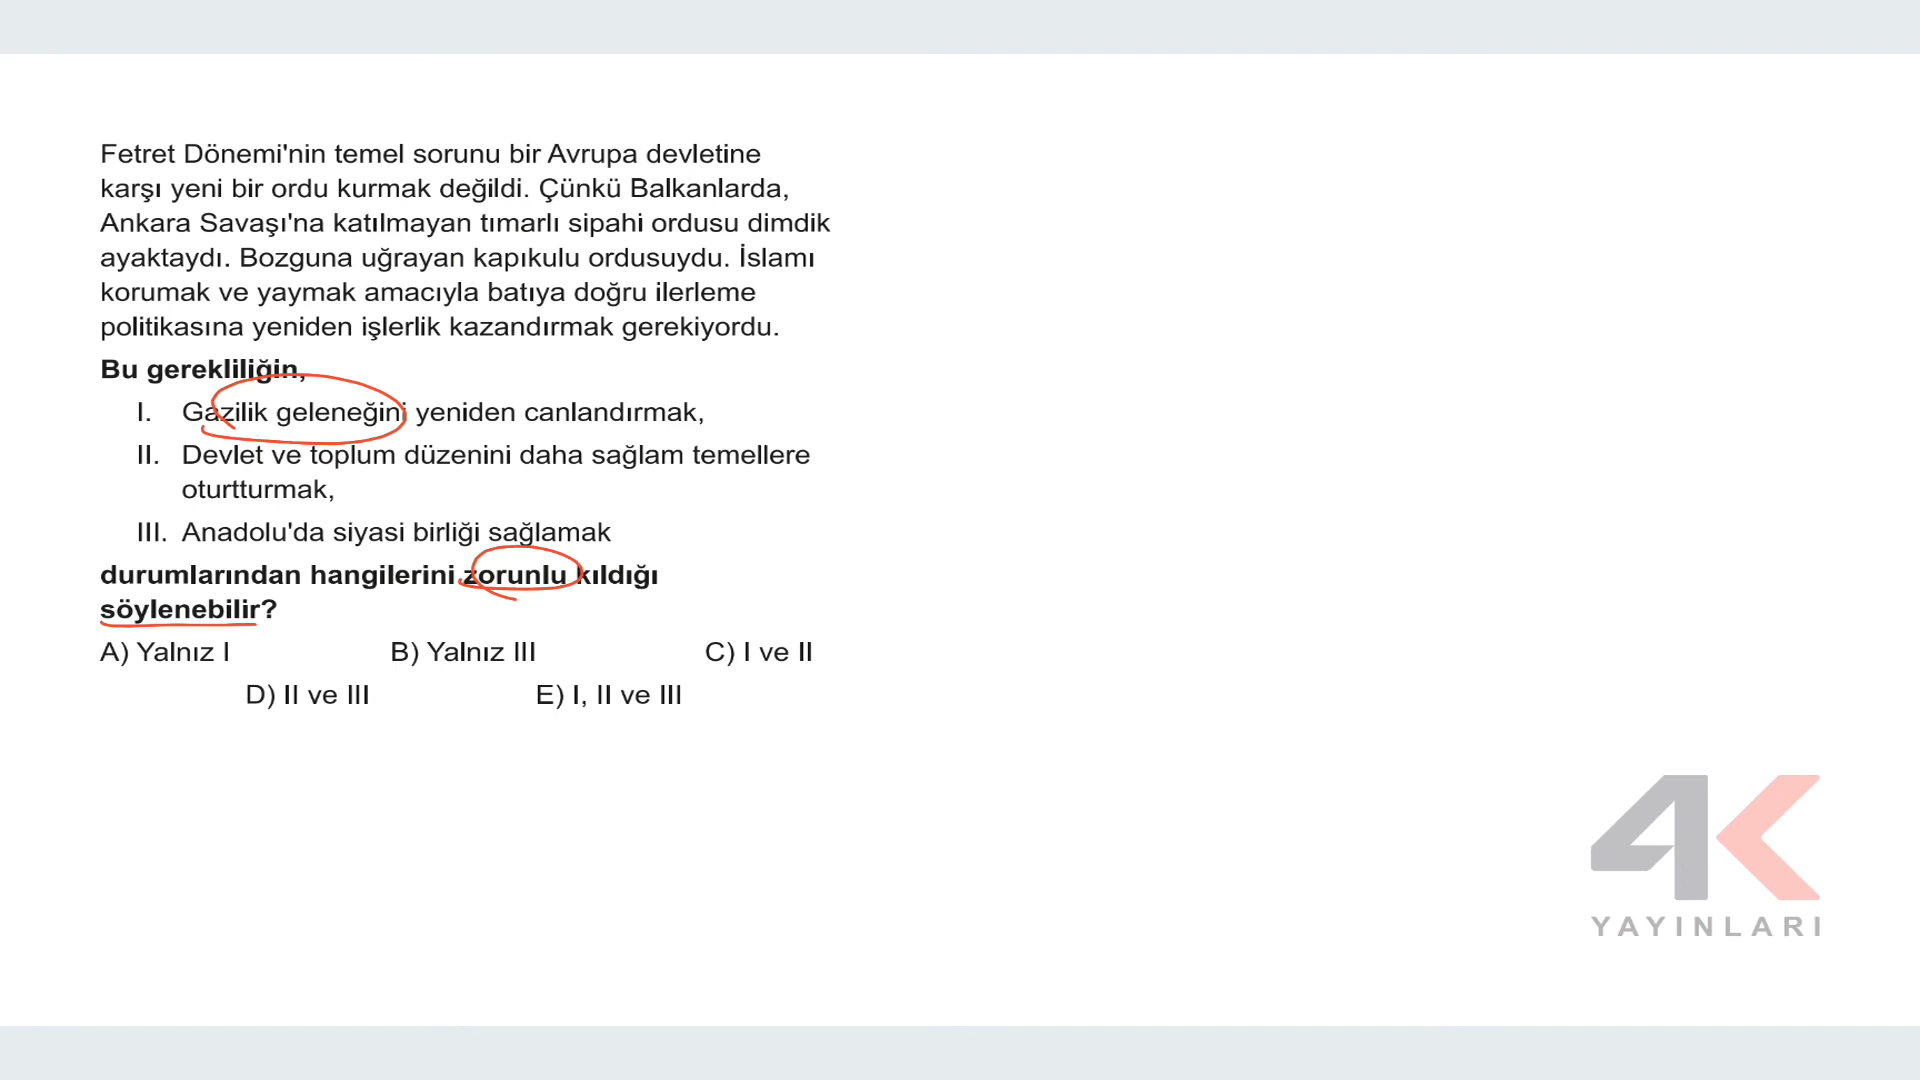 Fetret Dönemi'nin temel sorunu bir Avrupa devletine
karşı yeni bir ordu kurmak değildi. Çünkü Balkanlarda,
Ankara Savaşı'na katılmayan tımarlı sipahi ordusu dimdik
ayaktaydı. Bozguna uğrayan kapıkulu ordusuydu. İslamı
korumak ve yaymak amacıyla batıya doğru ilerleme
politikasına yeniden işlerlik kazandırmak gerekiyordu.
Bu gerekliliğin,
I. Gazilik geleneğini yeniden canlandırmak,
II. Devlet ve toplum düzenini daha sağlam temellere
oturtturmak,
III. Anadolu'da siyasi birliği sağlamak
durumlarından hangilerini zorunlu kıldığı
söylenebilir?
A) Yalnız I B) Yalnız III C) I ve II
D) II ve III E) I, II ve III
4K
YAYINLARI